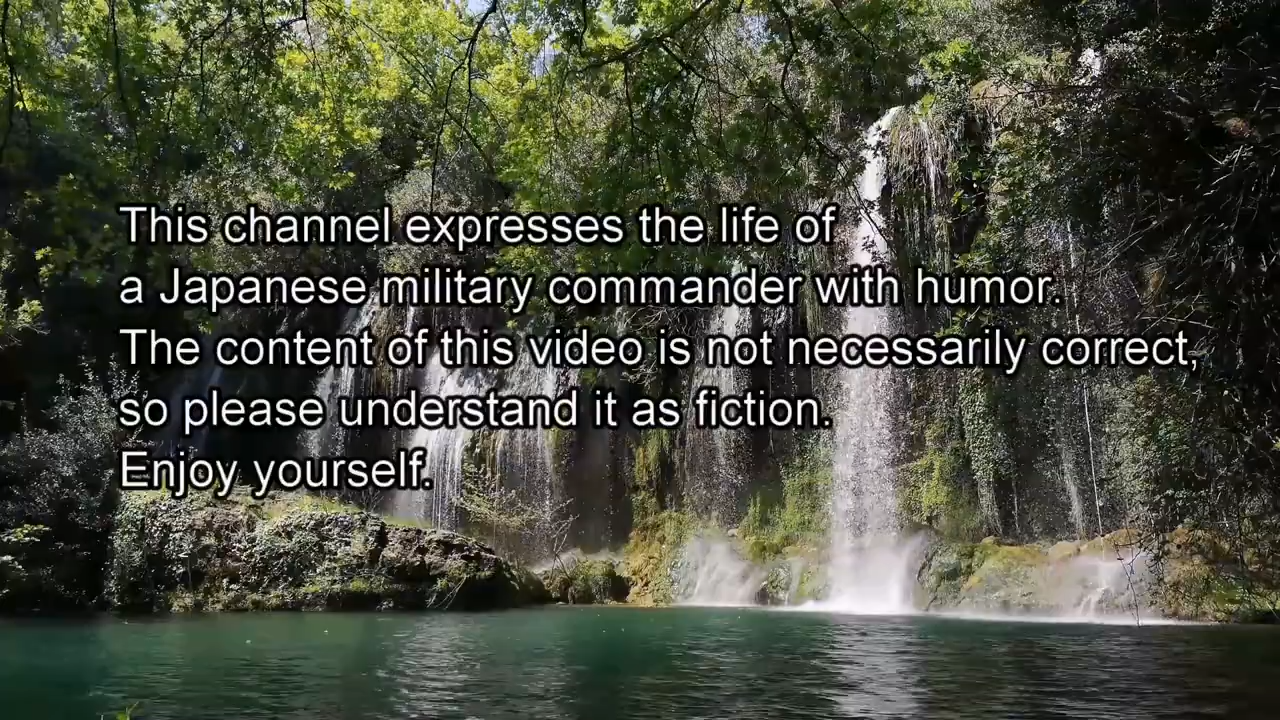 This channel expresses the life of
a Japanese military commander with humor.
The content of this video is not necessarily correct,
so please understand it as fiction.
Enjoy yourself.